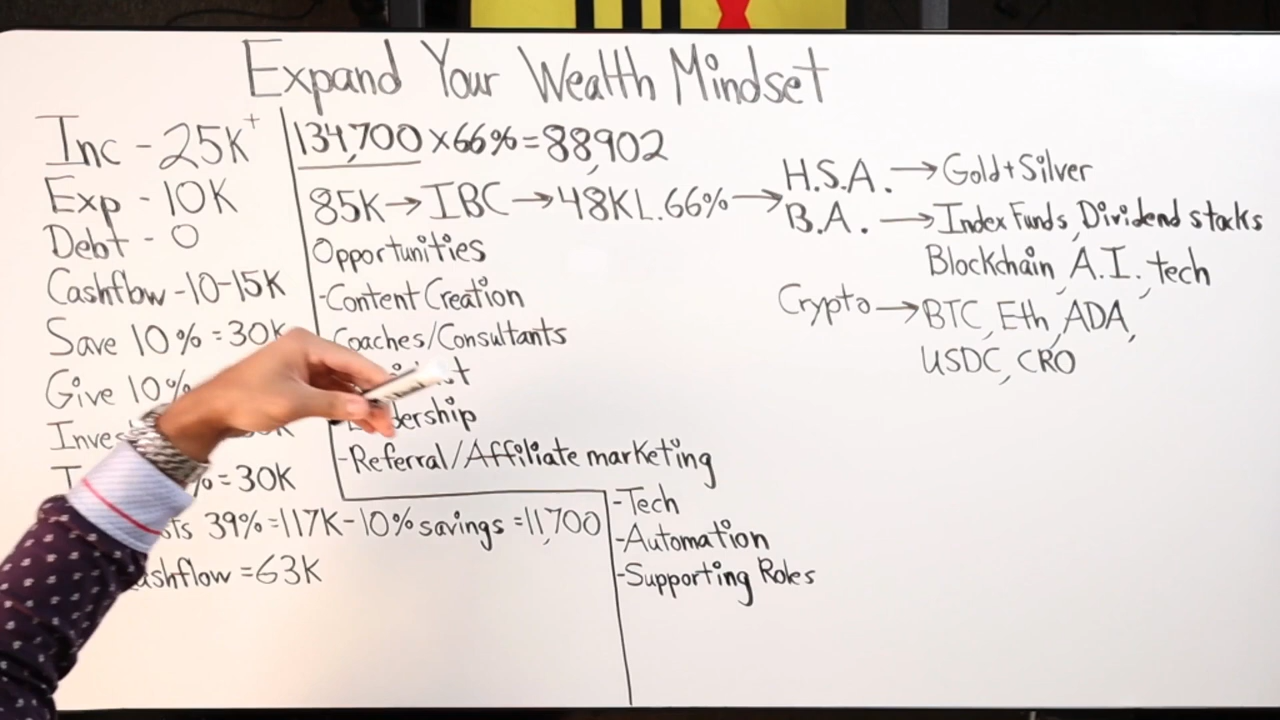 Expand Your Wealth Mindset
Inc - 25K+
Exp - 10K
Debt - 0
Cashflow - 10-15K
Save 10% = 30K
Give 10%
= 30K
39% = 117K - 10% savings = 11,700
= 63K
134,700 x 66% = 88,902
85K → IBC → 48K L. 66% →
Opportunities
- Content Creation
Coaches/Consultants
- Referral/Affiliate marketing
- Tech
- Automation
- Supporting Roles
H.S.A. → Gold + Silver
B.A. → Index Funds, Dividend stocks
Blockchain, A.I., tech
Crypto → BTC, Eth, ADA,
USDC, CRO